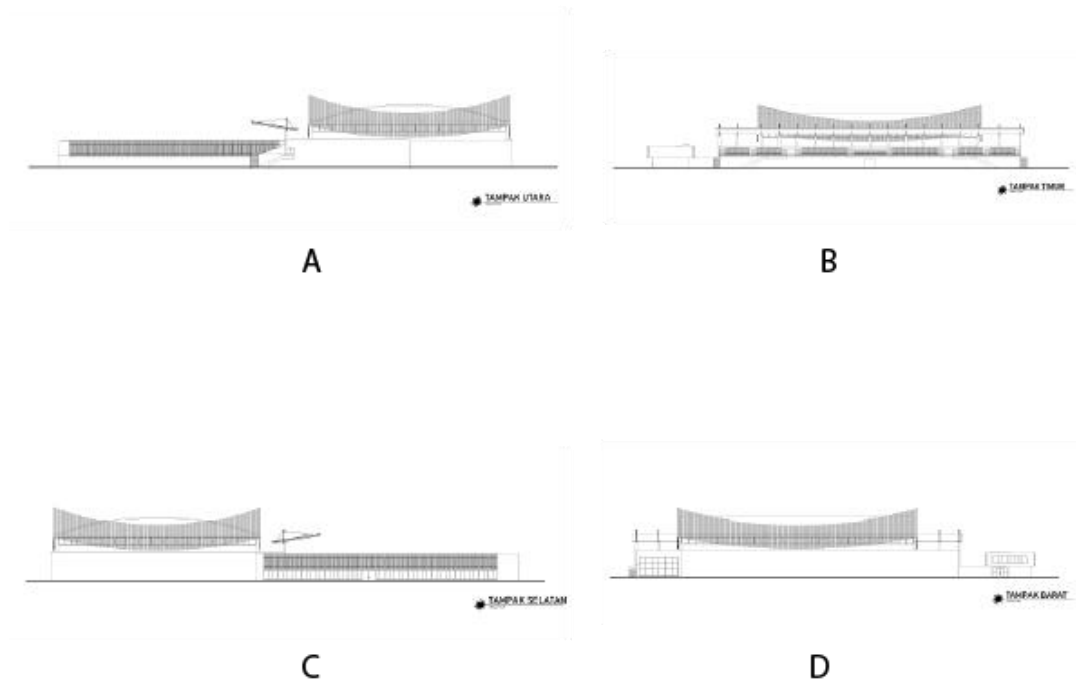 TAMPAK UTARA
TAMPAK TIMUR
A
B
TAMPAK SELATAN
TAMPAK BARAT
C
D